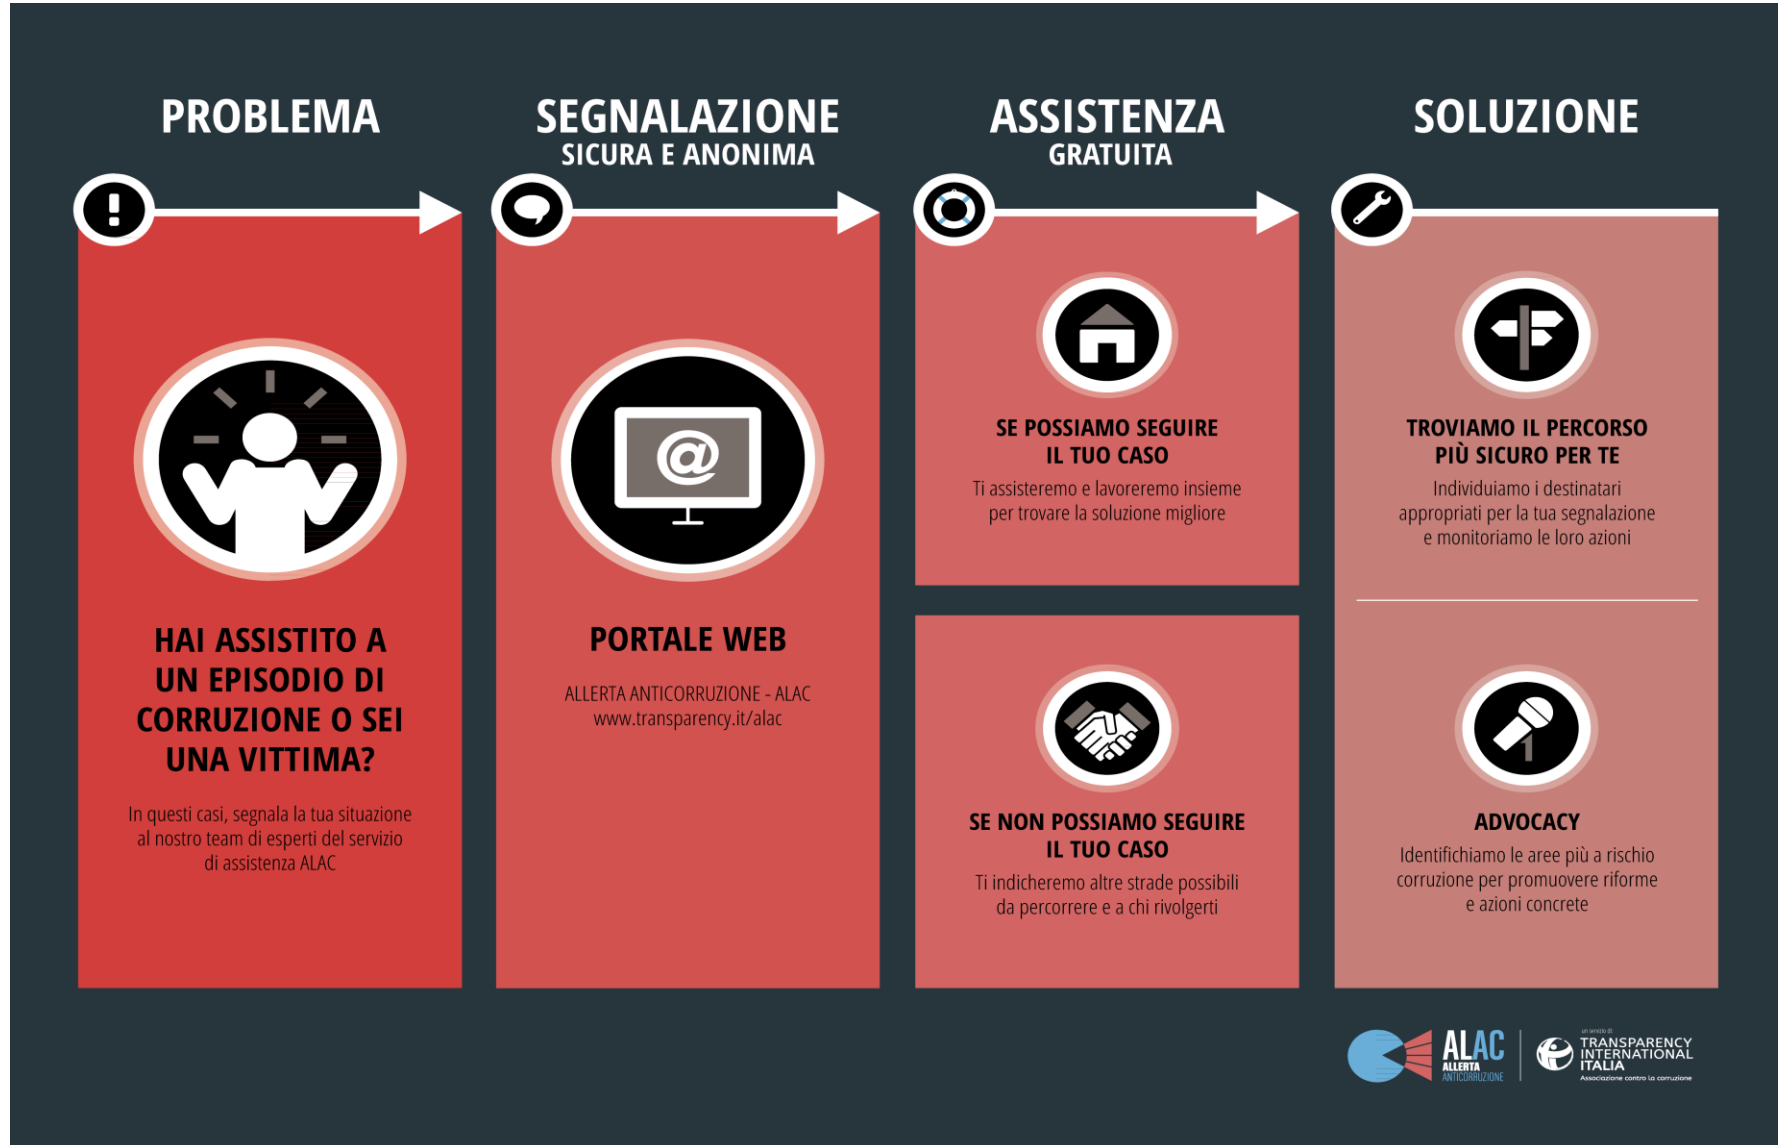 PROBLEMA
HAI ASSISTITO A
UN EPISODIO DI
CORRUZIONE O SEI
UNA VITTIMA?
In questi casi, segnala la tua situazione
al nostro team di esperti del servizio
di assistenza ALAC
SEGNALAZIONE
SICURA E ANONIMA
@
PORTALE WEB
ALLERTA ANTICORRUZIONE - ALAC
www.transparency.it/alac
ASSISTENZA
GRATUITA
SE POSSIAMO SEGUIRE
IL TUO CASO
Ti assisteremo e lavoreremo insieme
per trovare la soluzione migliore
SE NON POSSIAMO SEGUIRE
IL TUO CASO
Ti indicheremo altre strade possibili
da percorrere e a chi rivolgerti
SOLUZIONE
TROVIAMO IL PERCORSO
PIÙ SICURO PER TE
Individuiamo i destinatari
appropriati per la tua segnalazione
e monitoriamo le loro azioni
ADVOCACY
Identifichiamo le aree più a rischio
corruzione per promuovere riforme
e azioni concrete
ALAC
ALLERTA
ANTICORRUZIONE
un servizio di:
TRANSPARENCY
INTERNATIONAL
ITALIA
Associazione contro la corruzione